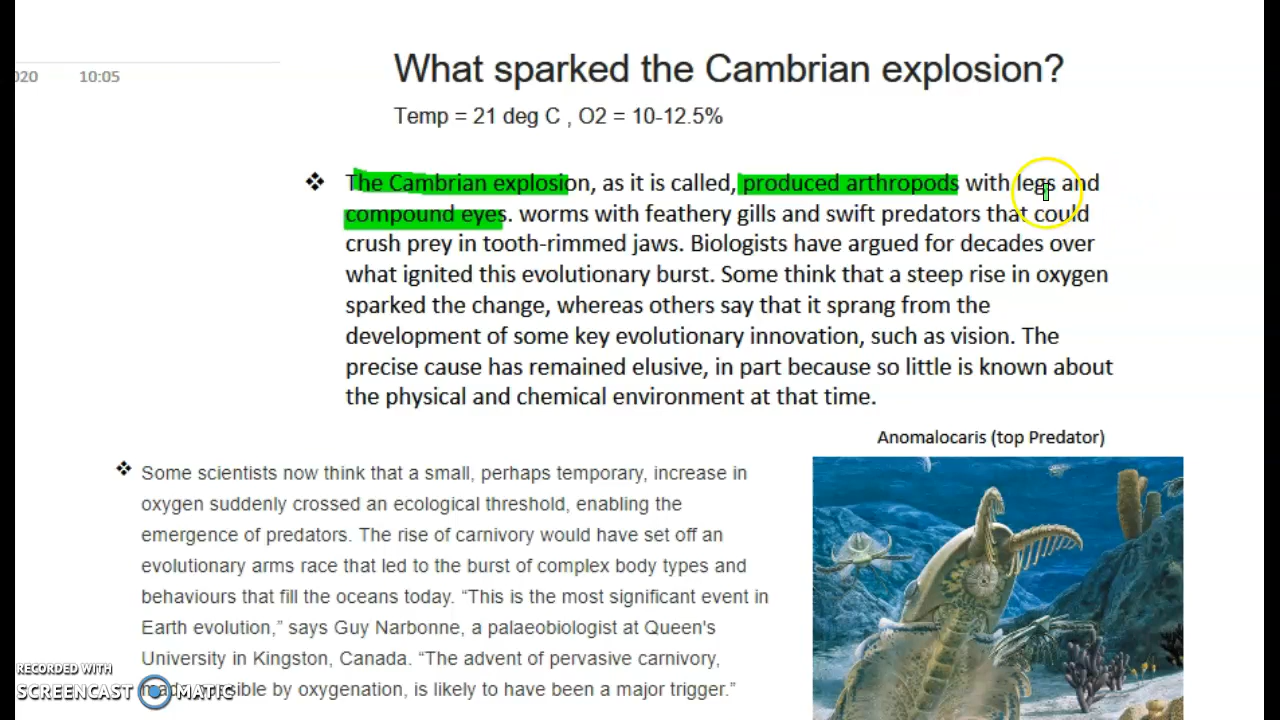 What sparked the Cambrian explosion?
020 10:05
Temp = 21 deg C , O2 = 10-12.5%
❖ The Cambrian explosion, as it is called, produced arthropods with legs and
compound eyes. worms with feathery gills and swift predators that could
crush prey in tooth-rimmed jaws. Biologists have argued for decades over
what ignited this evolutionary burst. Some think that a steep rise in oxygen
sparked the change, whereas others say that it sprang from the
development of some key evolutionary innovation, such as vision. The
precise cause has remained elusive, in part because so little is known about
the physical and chemical environment at that time.
Anomalocaris (top Predator)
❖ Some scientists now think that a small, perhaps temporary, increase in
oxygen suddenly crossed an ecological threshold, enabling the
emergence of predators. The rise of carnivory would have set off an
evolutionary arms race that led to the burst of complex body types and
behaviours that fill the oceans today. “This is the most significant event in
Earth evolution,” says Guy Narbonne, a palaeobiologist at Queen's
University in Kingston, Canada. “The advent of pervasive carnivory,
by oxygenation, is likely to have been a major trigger.”
RECORDED WITH
SCREENCAST MATIC